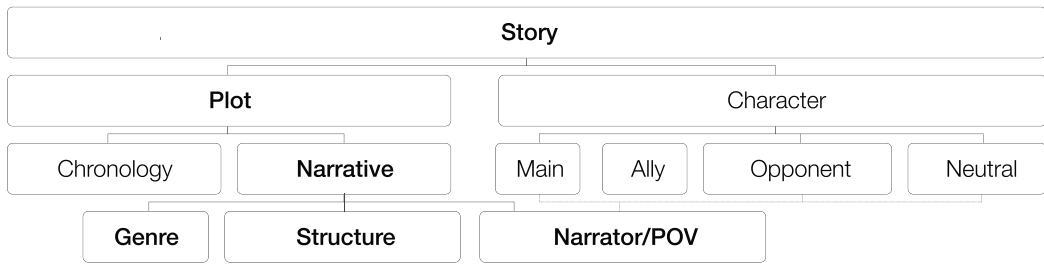 Story
Plot
Character
Chronology
Narrative
Main
Ally
Opponent
Neutral
Genre
Structure
Narrator/POV